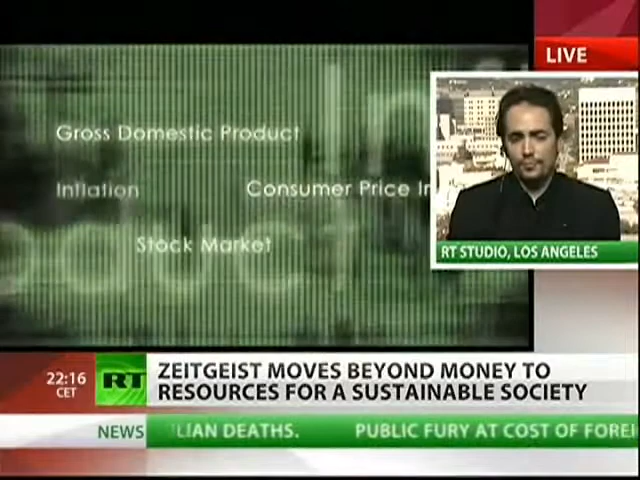 LIVE
Gross Domestic Product
Inflation
Consumer Price In
Stock Market
RT STUDIO, LOS ANGELES
22:16
CET
RT
ZEITGEIST MOVES BEYOND MONEY TO
RESOURCES FOR A SUSTAINABLE SOCIETY
NEWS
LIAN DEATHS. PUBLIC FURY AT COST OF FOREI